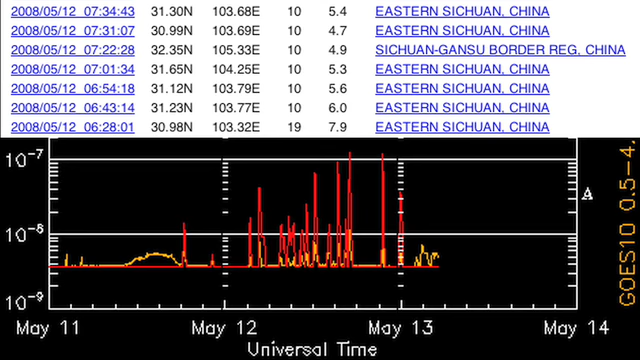 2008/05/12 07:34:43 31.30N 103.68E 10 5.4 EASTERN SICHUAN, CHINA
2008/05/12 07:31:07 30.99N 103.69E 10 4.7 EASTERN SICHUAN, CHINA
2008/05/12 07:22:28 32.35N 105.33E 10 4.9 SICHUAN-GANSU BORDER REG, CHINA
2008/05/12 07:01:34 31.65N 104.25E 10 5.3 EASTERN SICHUAN, CHINA
2008/05/12 06:54:18 31.12N 103.79E 10 5.6 EASTERN SICHUAN, CHINA
2008/05/12 06:43:14 31.23N 103.77E 10 6.0 EASTERN SICHUAN, CHINA
2008/05/12 06:28:01 30.98N 103.32E 19 7.9 EASTERN SICHUAN, CHINA
10⁻⁷
A
10⁻⁸
10⁻⁹
GOES10 0.5-4.
May 11 May 12 May 13 May 14
Universal Time